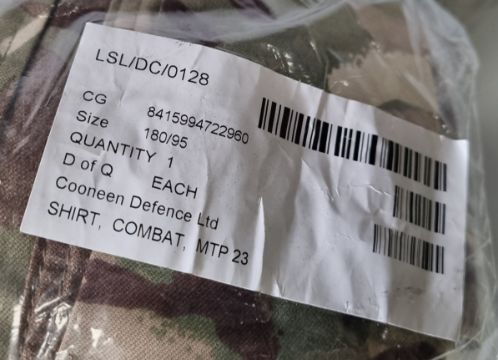 LSL/DC/0128
CG 8415994722960
Size 180/95
QUANTITY 1
D of Q EACH
Cooneen Defence Ltd
SHIRT, COMBAT, MTP 23